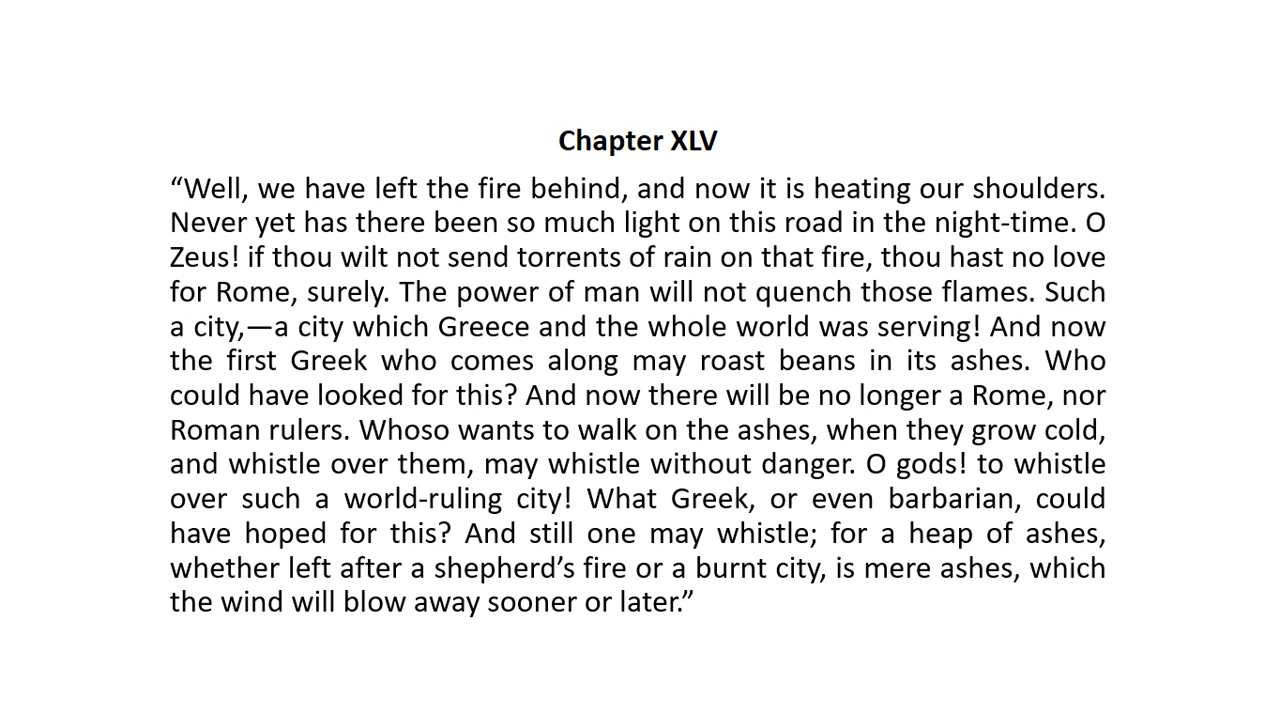 Chapter XLV
“Well, we have left the fire behind, and now it is heating our shoulders.
Never yet has there been so much light on this road in the night-time. O
Zeus! if thou wilt not send torrents of rain on that fire, thou hast no love
for Rome, surely. The power of man will not quench those flames. Such
a city,—a city which Greece and the whole world was serving! And now
the first Greek who comes along may roast beans in its ashes. Who
could have looked for this? And now there will be no longer a Rome, nor
Roman rulers. Whoso wants to walk on the ashes, when they grow cold,
and whistle over them, may whistle without danger. O gods! to whistle
over such a world-ruling city! What Greek, or even barbarian, could
have hoped for this? And still one may whistle; for a heap of ashes,
whether left after a shepherd’s fire or a burnt city, is mere ashes, which
the wind will blow away sooner or later.”